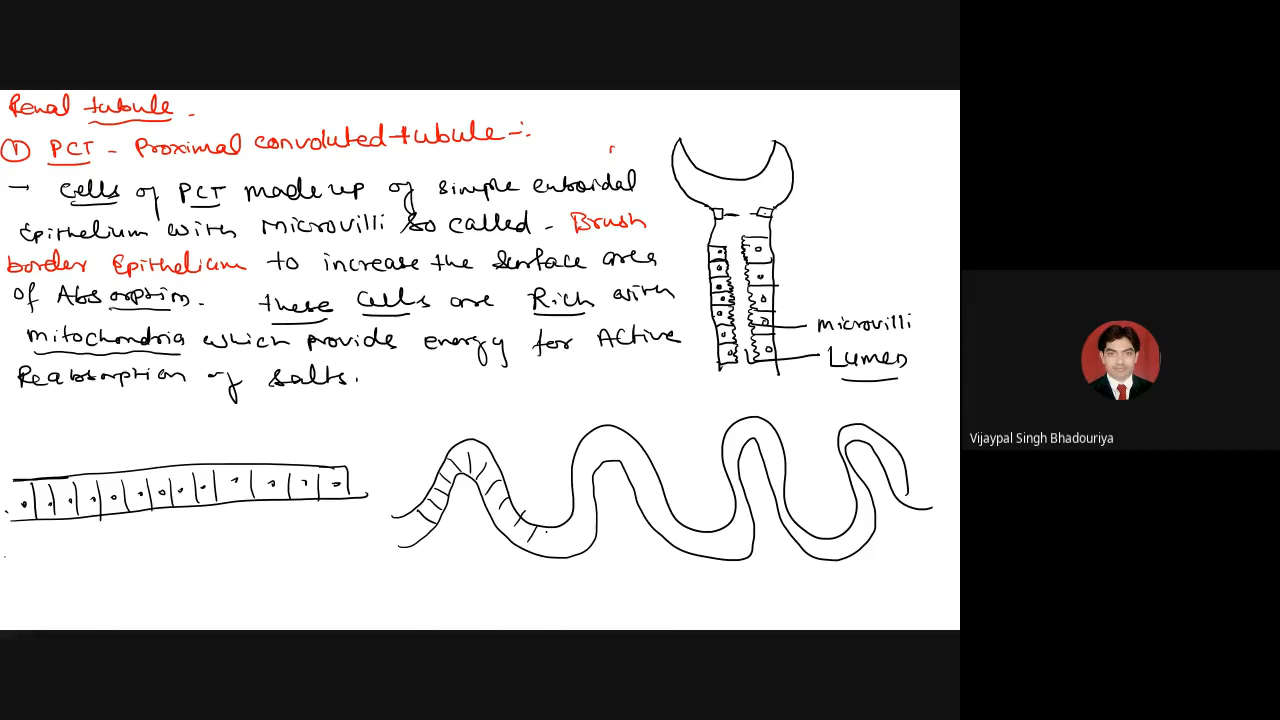 Renal tubule -
① PCT - Proximal convoluted tubule -:
→ Cells of PCT made up of simple cuboidal
Epithelium with Microvilli so called - Brush
border Epithelium to increase the surface area
of Absorption. These cells are Rich with
mitochondria which provides energy for Active
Reabsorption of salts.
Microvilli
Lumen
Vijaypal Singh Bhadouriya